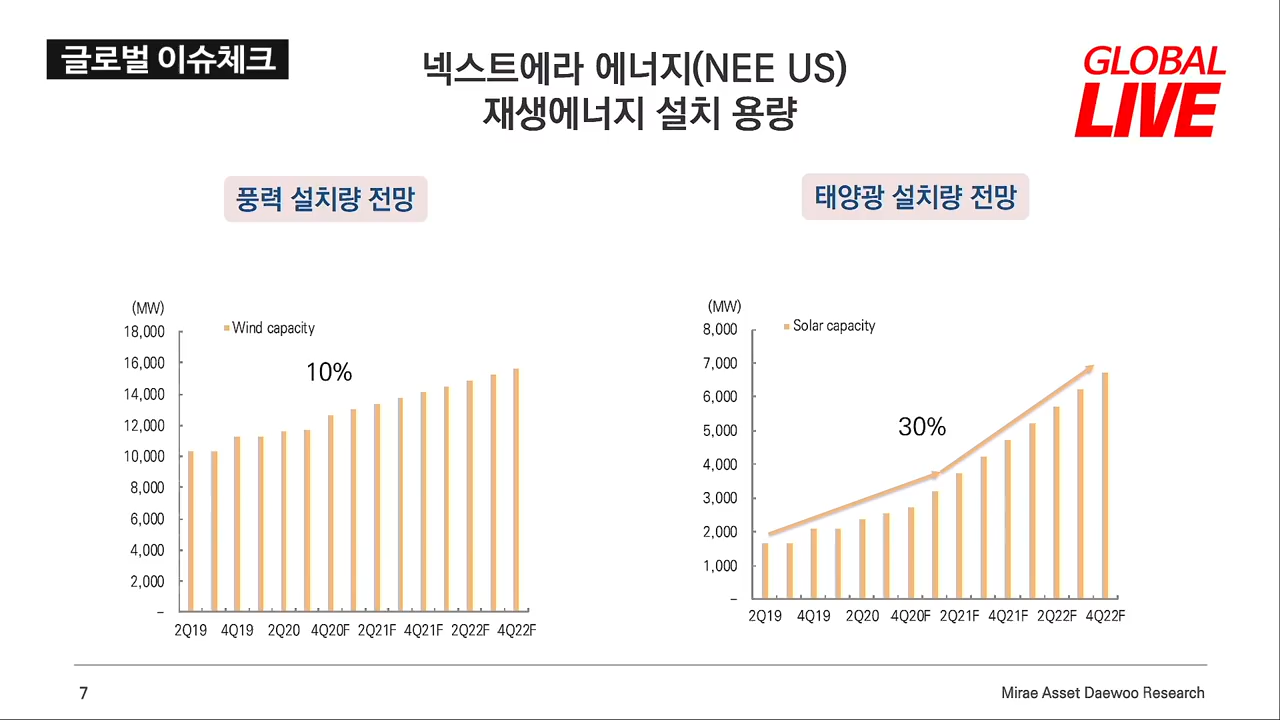 글로벌 이슈체크
넥스트에라 에너지(NEE US)
재생에너지 설치 용량
GLOBAL
LIVE
풍력 설치량 전망
(MW)
18,000
16,000
14,000
12,000
10,000
8,000
6,000
4,000
2,000
–
Wind capacity
10%
2Q19 4Q19 2Q20 4Q20F 2Q21F 4Q21F 2Q22F 4Q22F
태양광 설치량 전망
(MW)
8,000
7,000
6,000
5,000
4,000
3,000
2,000
1,000
–
Solar capacity
30%
2Q19 4Q19 2Q20 4Q20F 2Q21F 4Q21F 2Q22F 4Q22F
7
Mirae Asset Daewoo Research